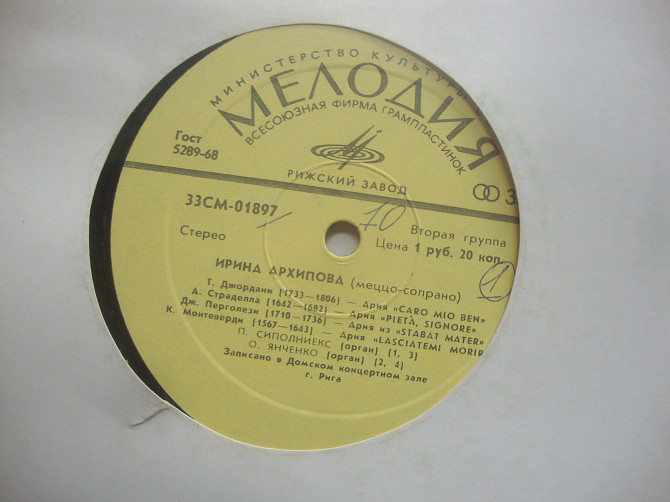 МИНИСТЕРСТВО КУЛЬТУРЫ
МЕЛОДИЯ
ВСЕСОЮЗНАЯ ФИРМА ГРАМПЛАСТИНОК
Гост
5289-68
РИЖСКИЙ ЗАВОД
3
33СМ-01897
10
Вторая группа
Стерео
Цена 1 руб. 20 коп.
1
ИРИНА АРХИПОВА (меццо-сопрано)
Т. Джордани [1733—1806] — Ария «CARO MIO BEN»
А. Страделла [1642—1682] — Ария «PIETÀ, SIGNORE»
Дж. Перголези [1710—1736] — Ария из «STABAT MATER»
К. Монтеверди [1567—1643] — Ария «LASCIATEMI MORIR
П. СИПОЛНИЕКС (орган) [1, 3]
О. ЯНЧЕНКО (орган) [2, 4]
Записано в Домском концертном зале
г. Рига